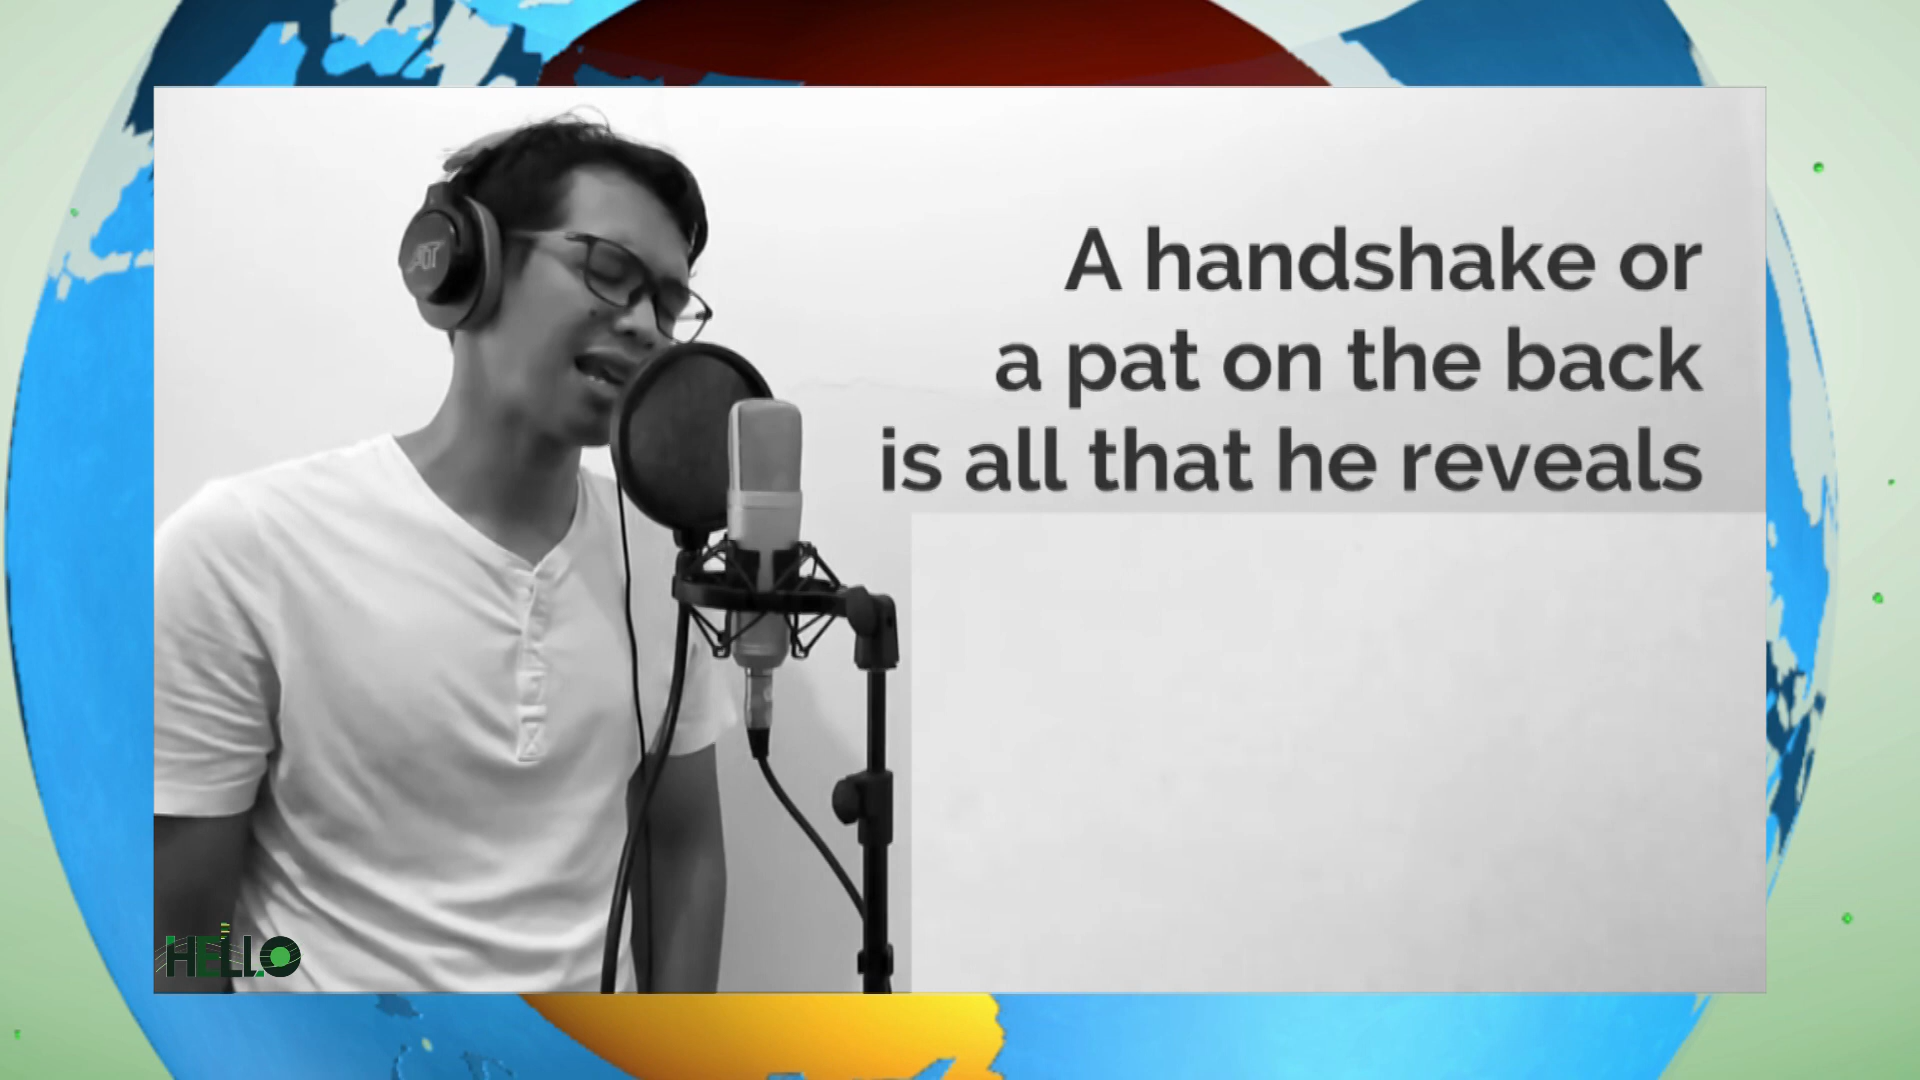 A handshake or
a pat on the back
is all that he reveals
HELLO